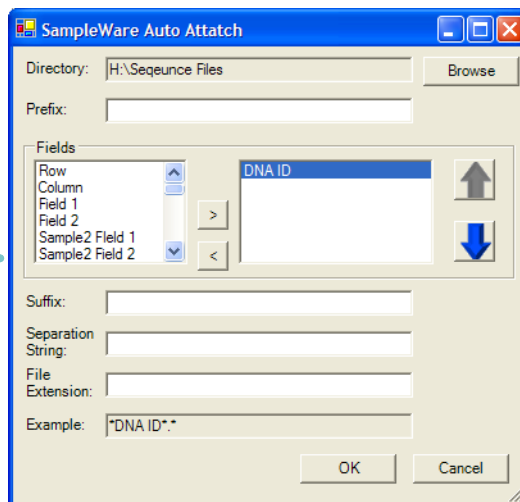 SampleWare Auto Attatch
Directory: H:\Seqeunce Files Browse
Prefix:
Fields
Row
Column
Field 1
Field 2
Sample2 Field 1
Sample2 Field 2
>
<
DNA ID
Suffix:
Separation
String:
File
Extension:
Example: *DNA ID*.*
OK Cancel